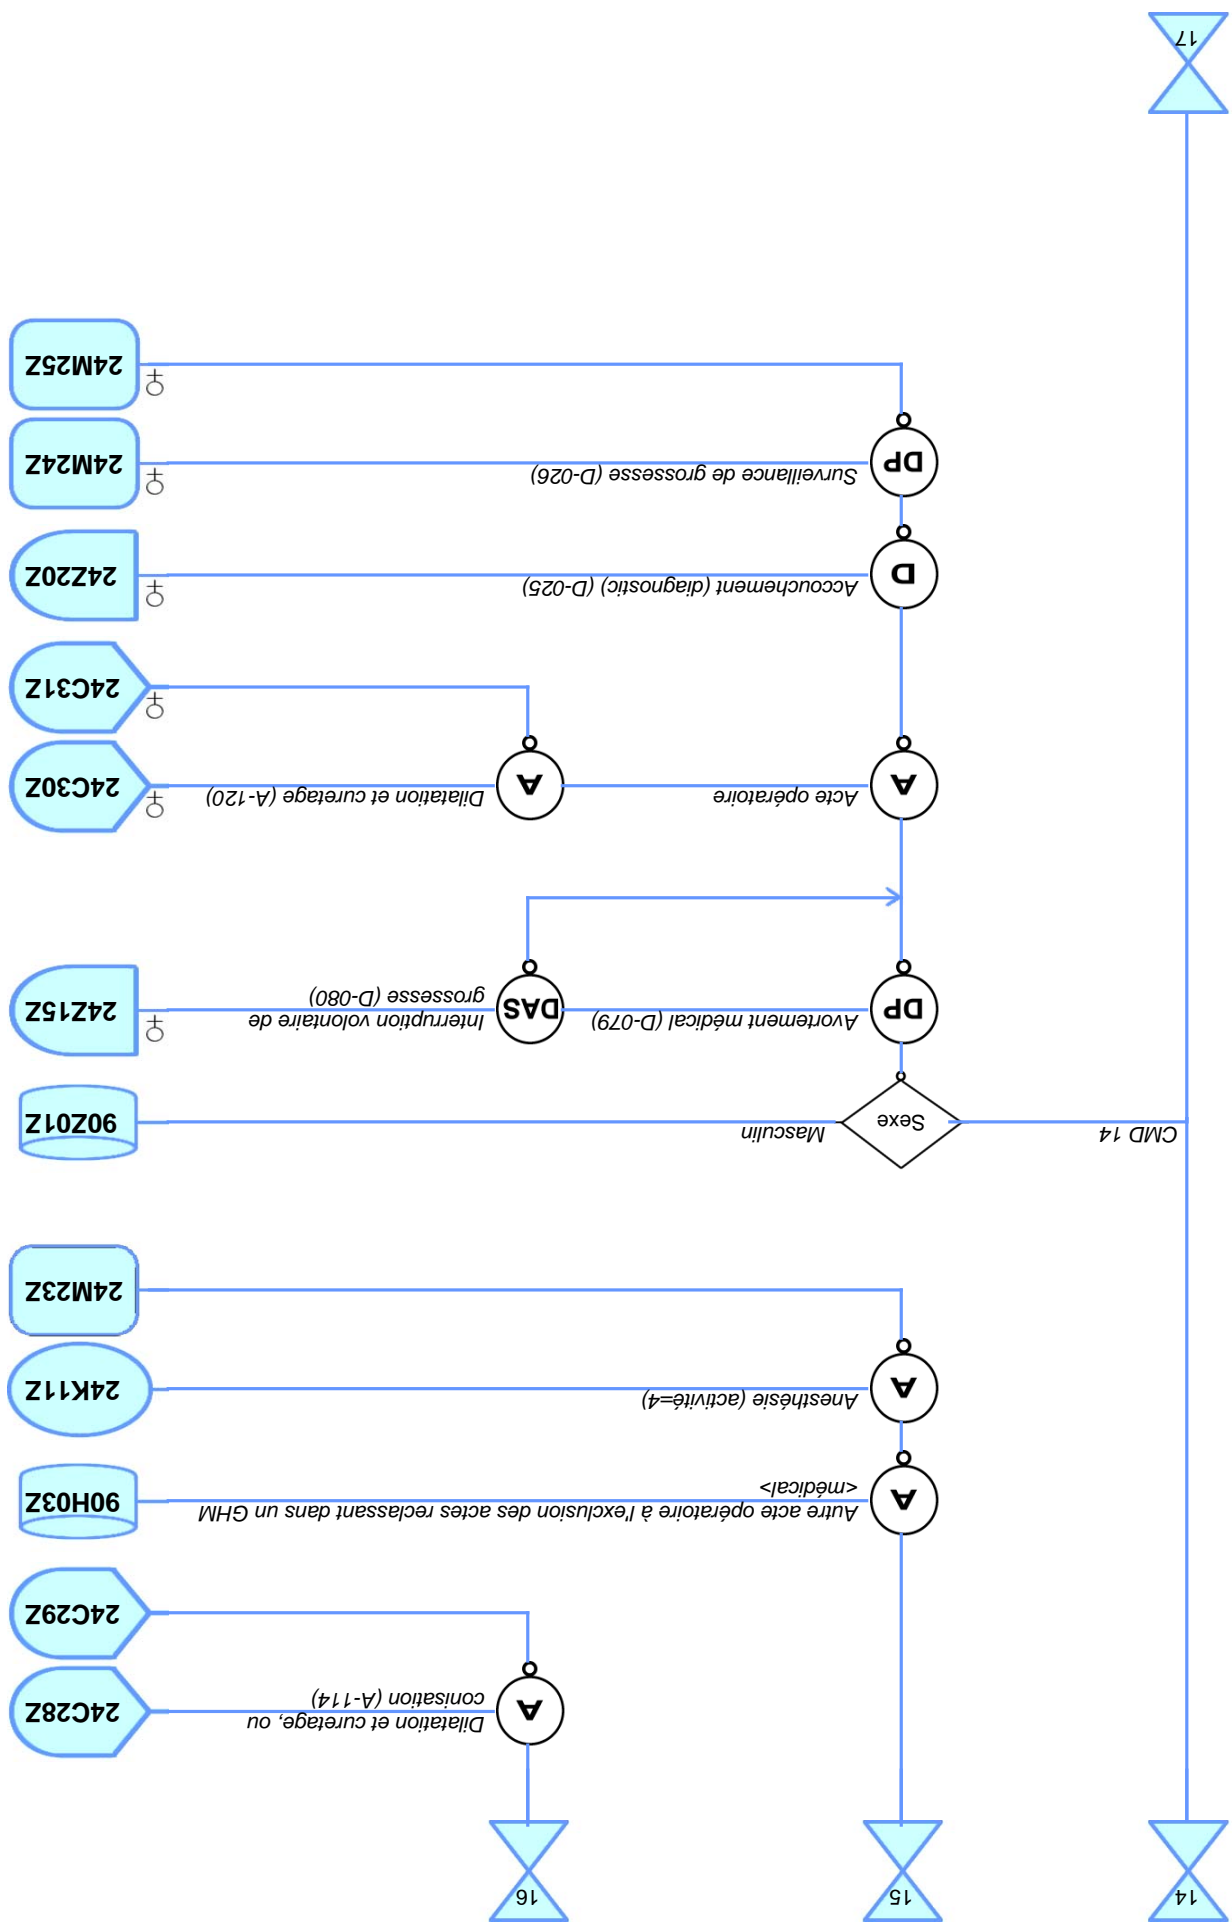 14
15
16
A
Dilatation et curetage, ou
conisation (A-114)
24C28Z
24C29Z
A
Autre acte opératoire à l'exclusion des actes reclassant dans un GHM
<médical>
90H03Z
A
Anesthésie (activité=4)
24K11Z
24M23Z
CMD 14
Sexe
Masculin
90Z01Z
DP
Avortement médical (D-079)
DAS
Interruption volontaire de
grossesse (D-080)
24Z15Z
♀
A
Acte opératoire
A
Dilatation et curetage (A-120)
24C30Z
♀
24C31Z
♀
D
Accouchement (diagnostic) (D-025)
24Z20Z
♀
DP
Surveillance de grossesse (D-026)
24M24Z
♀
24M25Z
♀
17